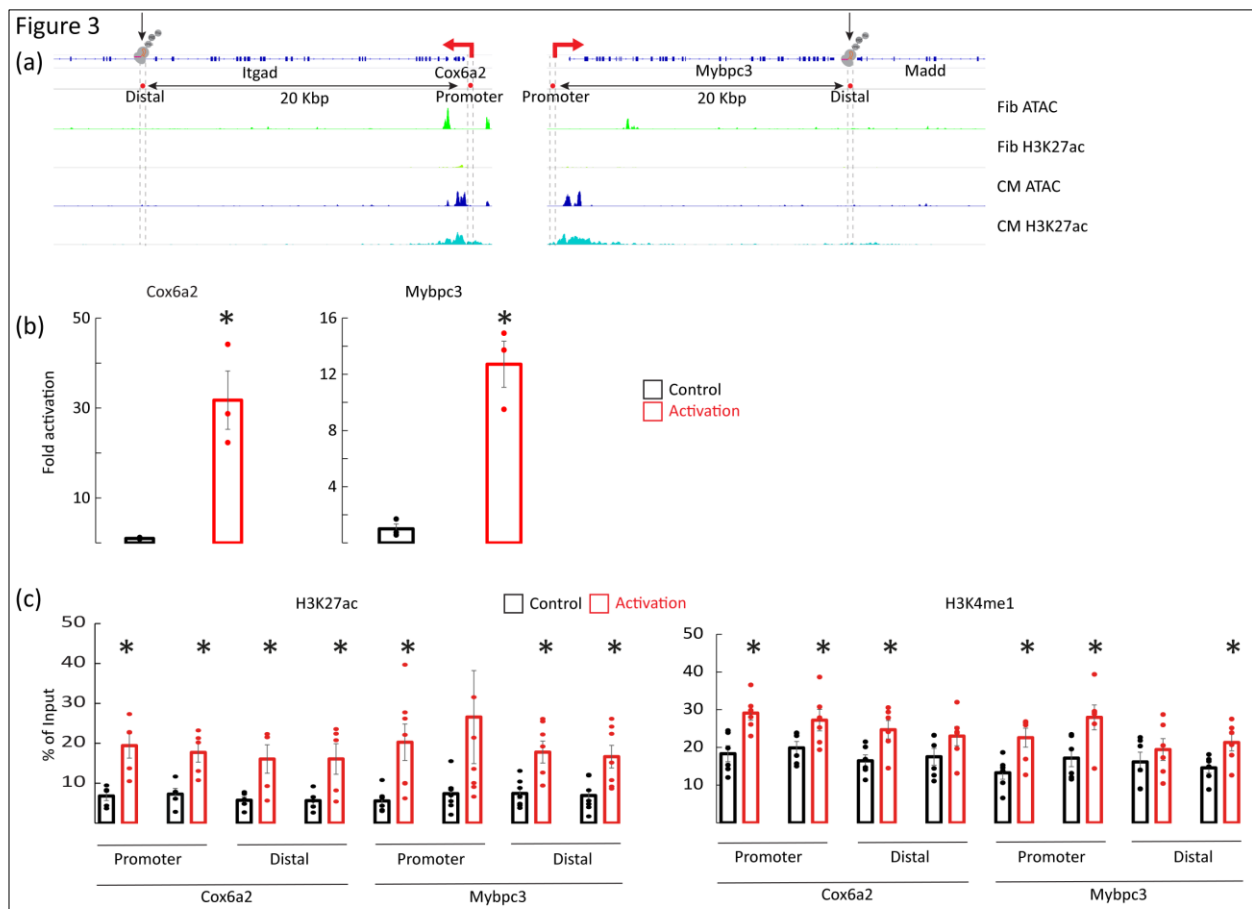 Figure 3
(a)
Itgad
Cox6a2
Mybpc3
Madd
Distal
20 Kbp
Promoter
Promoter
20 Kbp
Distal
Fib ATAC
Fib H3K27ac
CM ATAC
CM H3K27ac
(b)
Cox6a2
Mybpc3
Fold activation
50
30
10
*
16
12
8
4
*
Control
Activation
(c)
H3K27ac
Control
Activation
H3K4me1
% of Input
50
40
30
20
10
* * * * * * *
50
40
30
20
10
* * * * * *
Promoter
Distal
Promoter
Distal
Cox6a2
Mybpc3
Promoter
Distal
Promoter
Distal
Cox6a2
Mybpc3